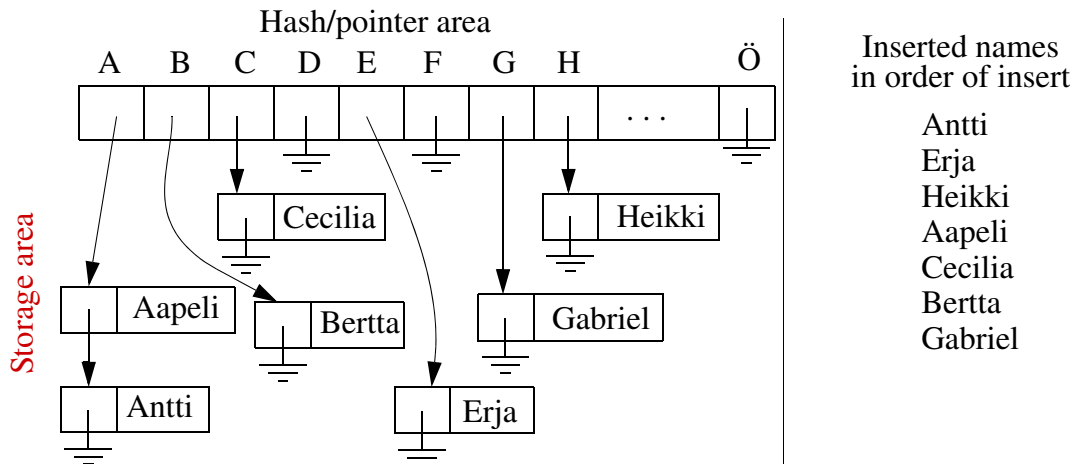 Hash/pointer area
A B C D E F G H Ö
. . .
Cecilia
Heikki
Storage area
Aapeli
Bertta
Gabriel
Antti
Erja
Inserted names
in order of insert
Antti
Erja
Heikki
Aapeli
Cecilia
Bertta
Gabriel